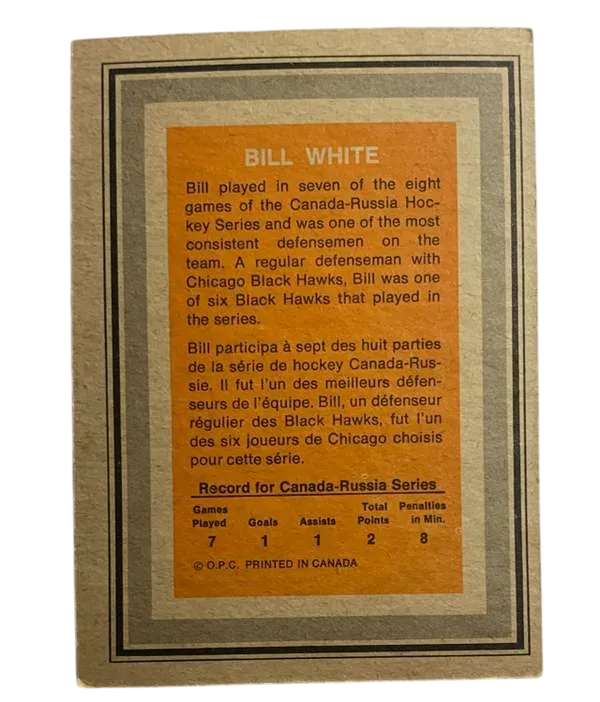 BILL WHITE
Bill played in seven of the eight
games of the Canada-Russia Hoc-
key Series and was one of the most
consistent defensemen on the
team. A regular defenseman with
Chicago Black Hawks, Bill was one
of six Black Hawks that played in
the series.
Bill participa à sept des huit parties
de la série de hockey Canada-Rus-
sie. Il fut l'un des meilleurs défen-
seurs de l'équipe. Bill, un défenseur
régulier des Black Hawks, fut l'un
des six joueurs de Chicago choisis
pour cette série.
Record for Canada-Russia Series
Games Played Goals Assists Total Points Penalties in Min.
7 1 1 2 8
© O.P.C. PRINTED IN CANADA